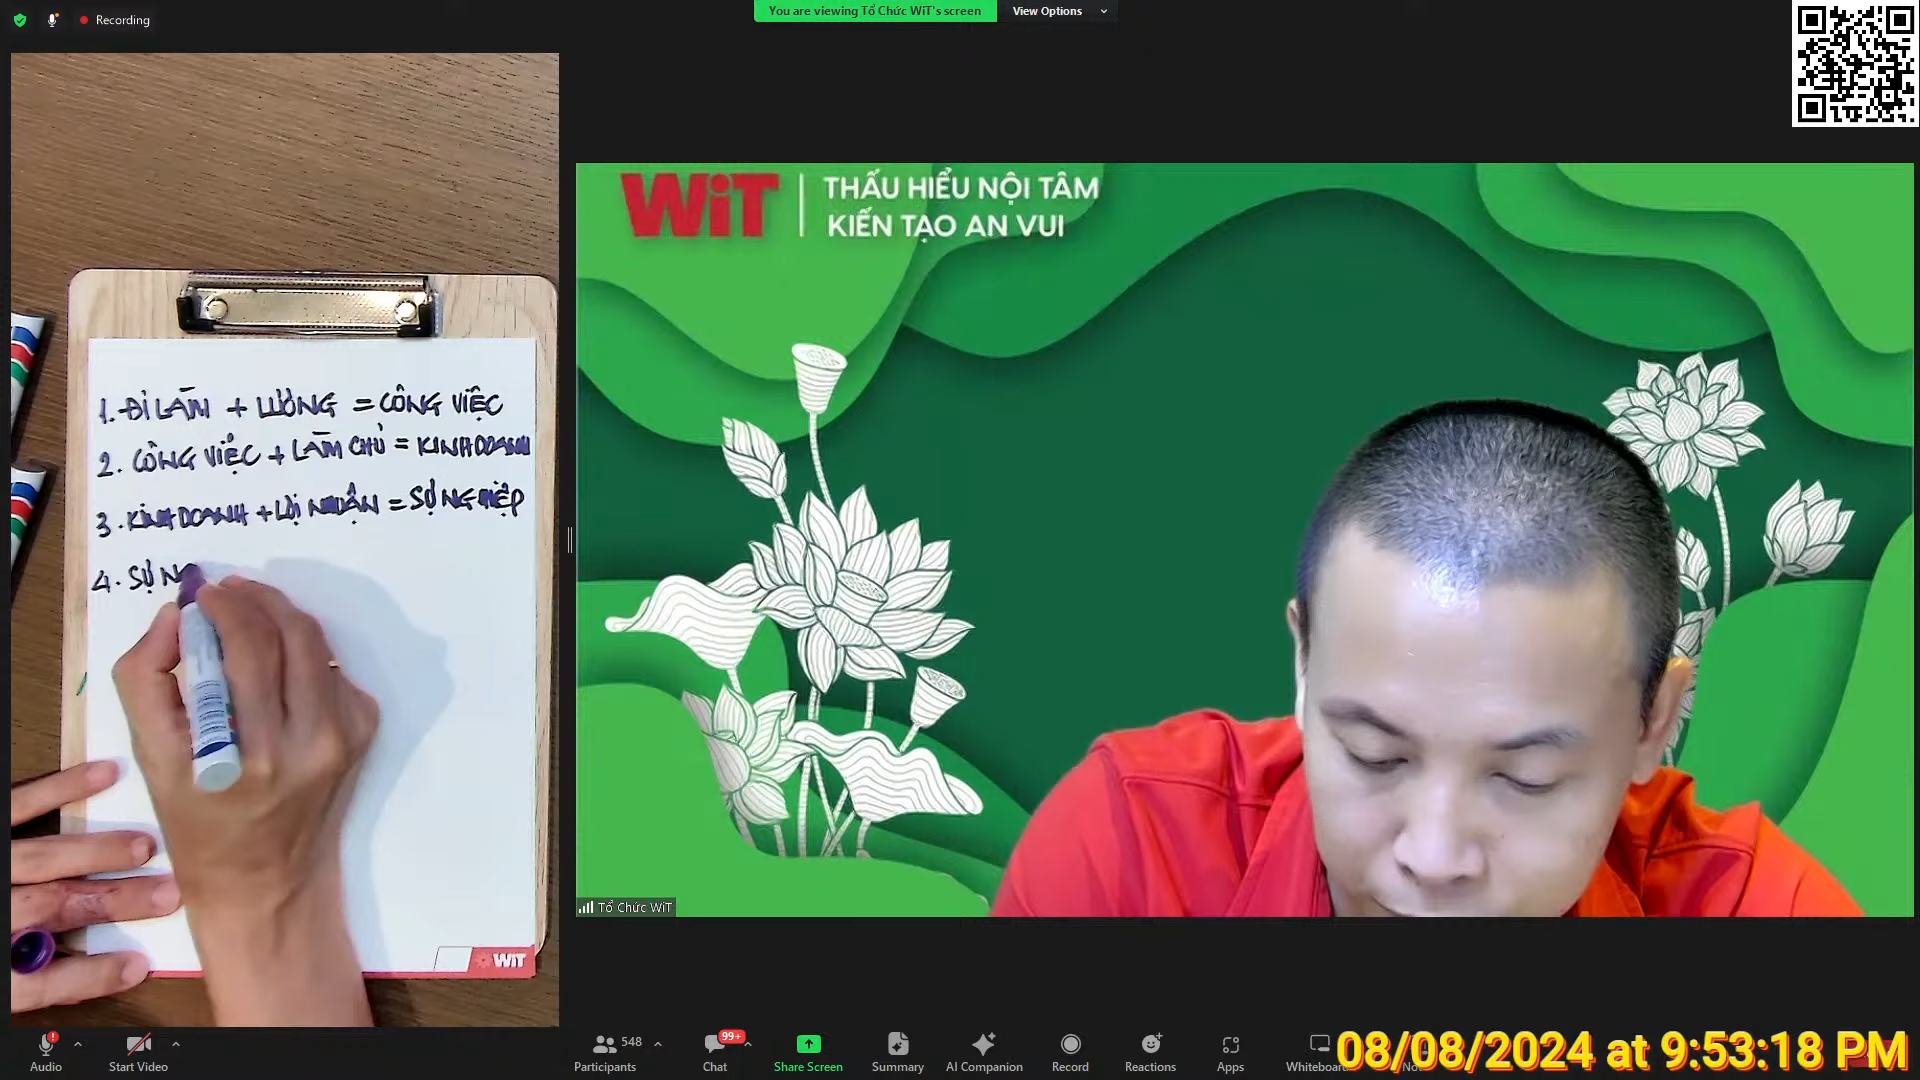 Recording
You are viewing Tổ Chức WiT's screen
View Options
WiT
THẤU HIỂU NỘI TÂM
KIẾN TẠO AN VUI
1. ĐI LÀM + LƯƠNG = CÔNG VIỆC
2. CÔNG VIỆC + LÀM CHỦ = KINH DOANH
3. KINH DOANH + LỢI NHUẬN = SỰ NGHIỆP
4. SỰ N
WiT
Tổ Chức WiT
Audio
Start Video
548
Participants
99+
Chat
Share Screen
Summary
AI Companion
Record
Reactions
Apps
08/08/2024 at 9:53:18 PM